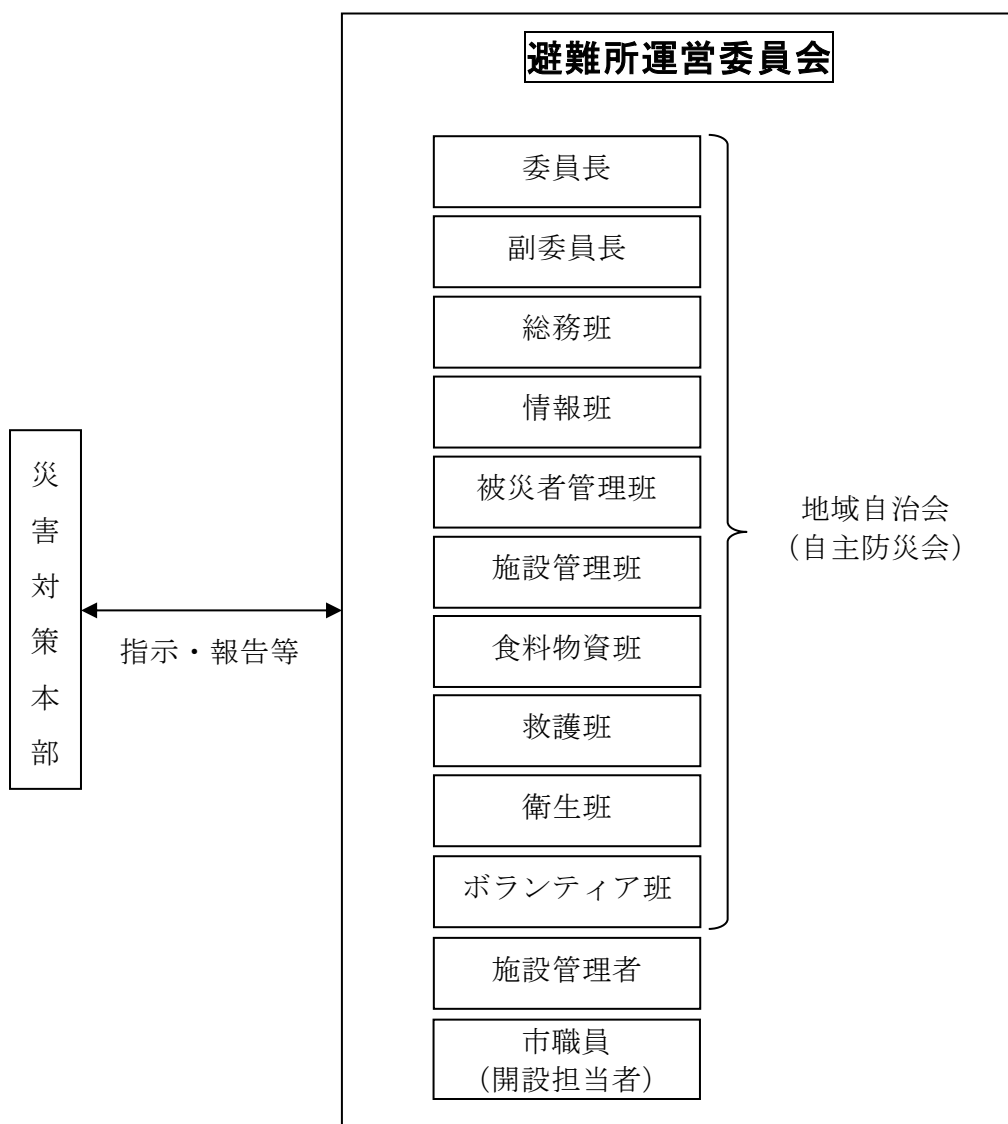 避難所運営委員会
委員長
副委員長
総務班
情報班
被災者管理班
施設管理班
食料物資班
救護班
衛生班
ボランティア班
施設管理者
市職員
（開設担当者）
地域自治会
（自主防災会）
災害対策本部
指示・報告等